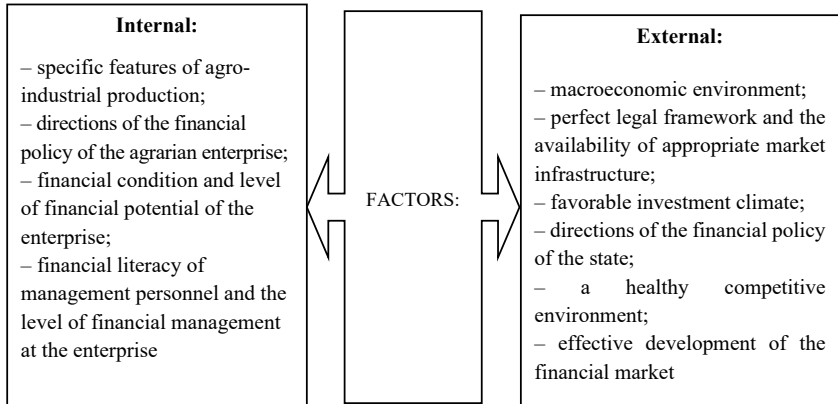 Internal:
– specific features of agro-
industrial production;
– directions of the financial
policy of the agrarian enterprise;
– financial condition and level
of financial potential of the
enterprise;
– financial literacy of
management personnel and the
level of financial management
at the enterprise
FACTORS:
External:
– macroeconomic environment;
– perfect legal framework and the
availability of appropriate market
infrastructure;
– favorable investment climate;
– directions of the financial policy
of the state;
– a healthy competitive
environment;
– effective development of the
financial market